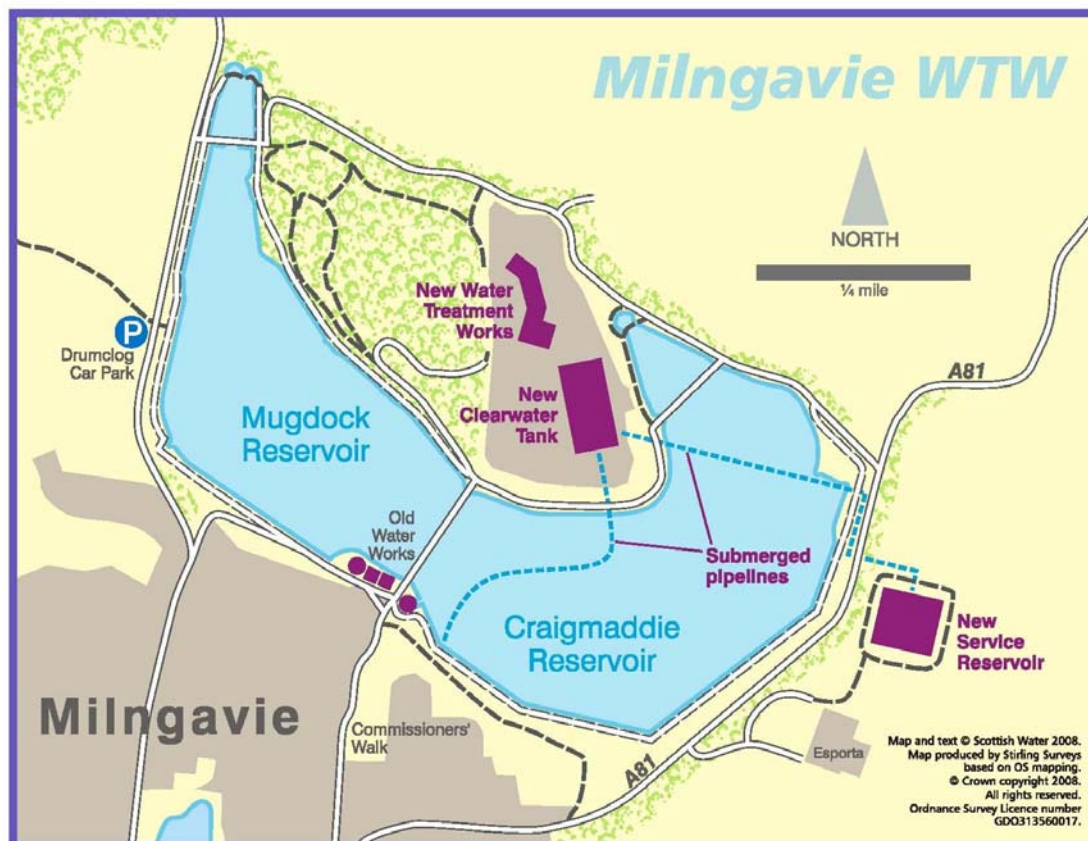 Milngavie WTW
NORTH
¼ mile
New Water
Treatment
Works
P
Drumclog
Car Park
A81
New
Clearwater
Tank
Mugdock
Reservoir
Old
Water
Works
Submerged
pipelines
Craigmaddie
Reservoir
New
Service
Reservoir
Milngavie
Commissioners'
Walk
A81
Esporta
Map and text © Scottish Water 2008.
Map produced by Stirling Surveys
based on OS mapping.
© Crown copyright 2008.
All rights reserved.
Ordnance Survey Licence number
GD0313560017.